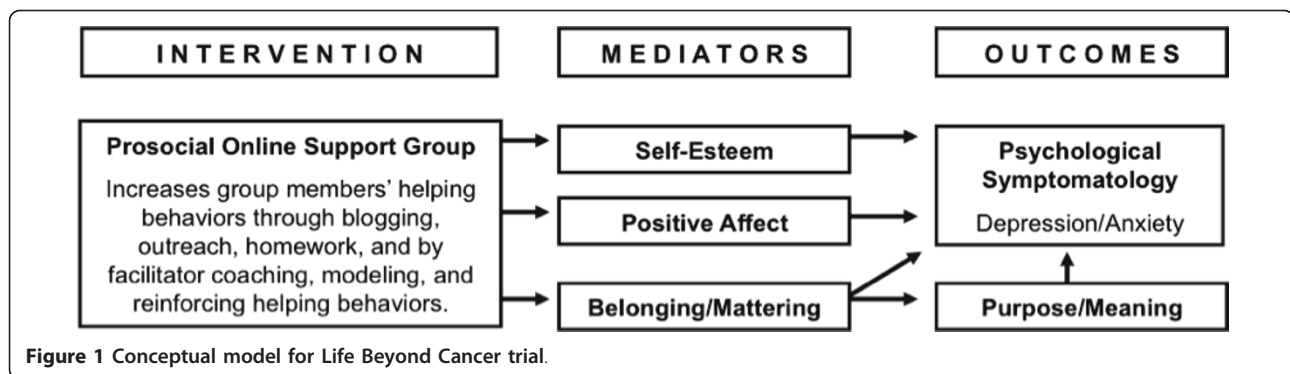 INTERVENTION
MEDIATORS
OUTCOMES
Prosocial Online Support Group
Increases group members' helping
behaviors through blogging,
outreach, homework, and by
facilitator coaching, modeling, and
reinforcing helping behaviors.
Self-Esteem
Positive Affect
Belonging/Mattering
Psychological
Symptomatology
Depression/Anxiety
Purpose/Meaning
Figure 1 Conceptual model for Life Beyond Cancer trial.